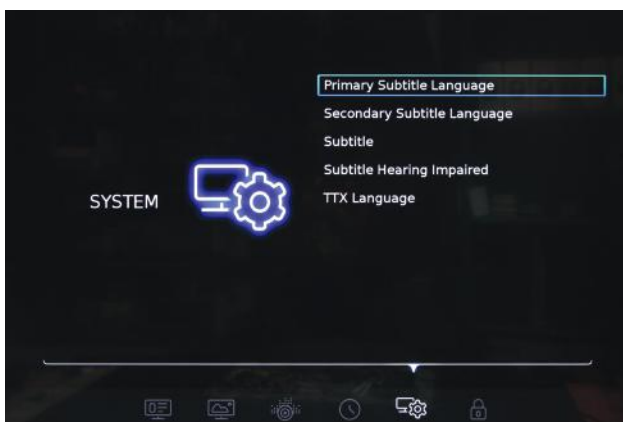 SYSTEM
Primary Subtitle Language
Secondary Subtitle Language
Subtitle
Subtitle Hearing Impaired
TTX Language